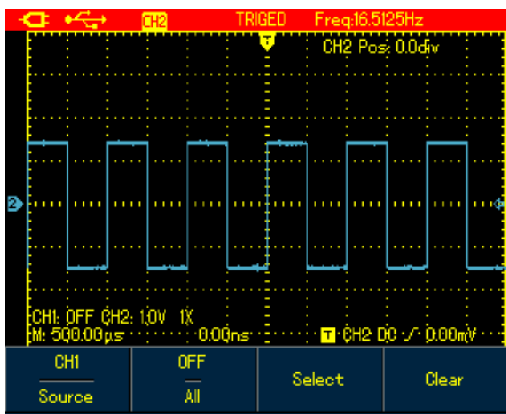 CH2 TRIGED Freq:16.5125Hz
T
CH2 Pos: 0.0div
2
CH1: OFF CH2: 1.0V 1X
M: 500.00μs 0.00ns T CH2 DC 0.00mV
CH1 OFF Select Clear
Source All